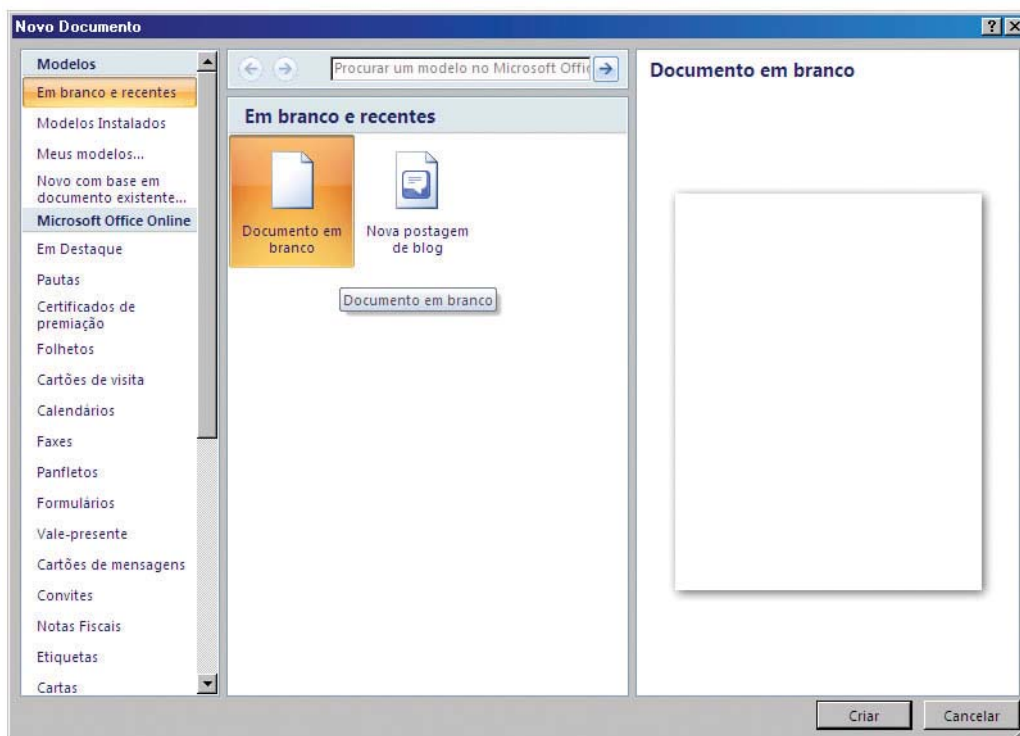 Novo Documento
Modelos
Em branco e recentes
Modelos Instalados
Meus modelos...
Novo com base em
documento existente...
Microsoft Office Online
Em Destaque
Pautas
Certificados de
premiação
Folhetos
Cartões de visita
Calendários
Faxes
Panfletos
Formulários
Vale-presente
Cartões de mensagens
Convites
Notas Fiscais
Etiquetas
Cartas
Procurar um modelo no Microsoft Offic
Em branco e recentes
Documento em
branco
Nova postagem
de blog
Documento em branco
Documento em branco
Criar
Cancelar